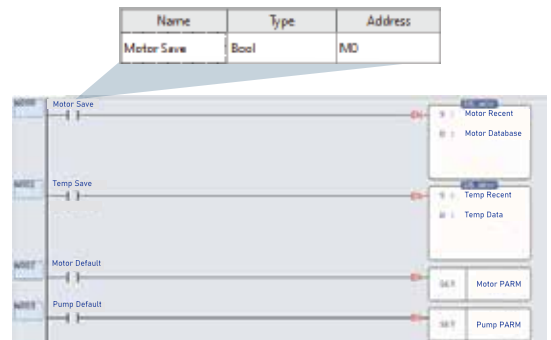 Name Type Address
Motor Save Bool M0
Motor Save
Motor Recent
Motor Database
Temp Save
Temp Recent
Temp Data
Motor Default
SET Motor PARM
Pump Default
SET Pump PARM